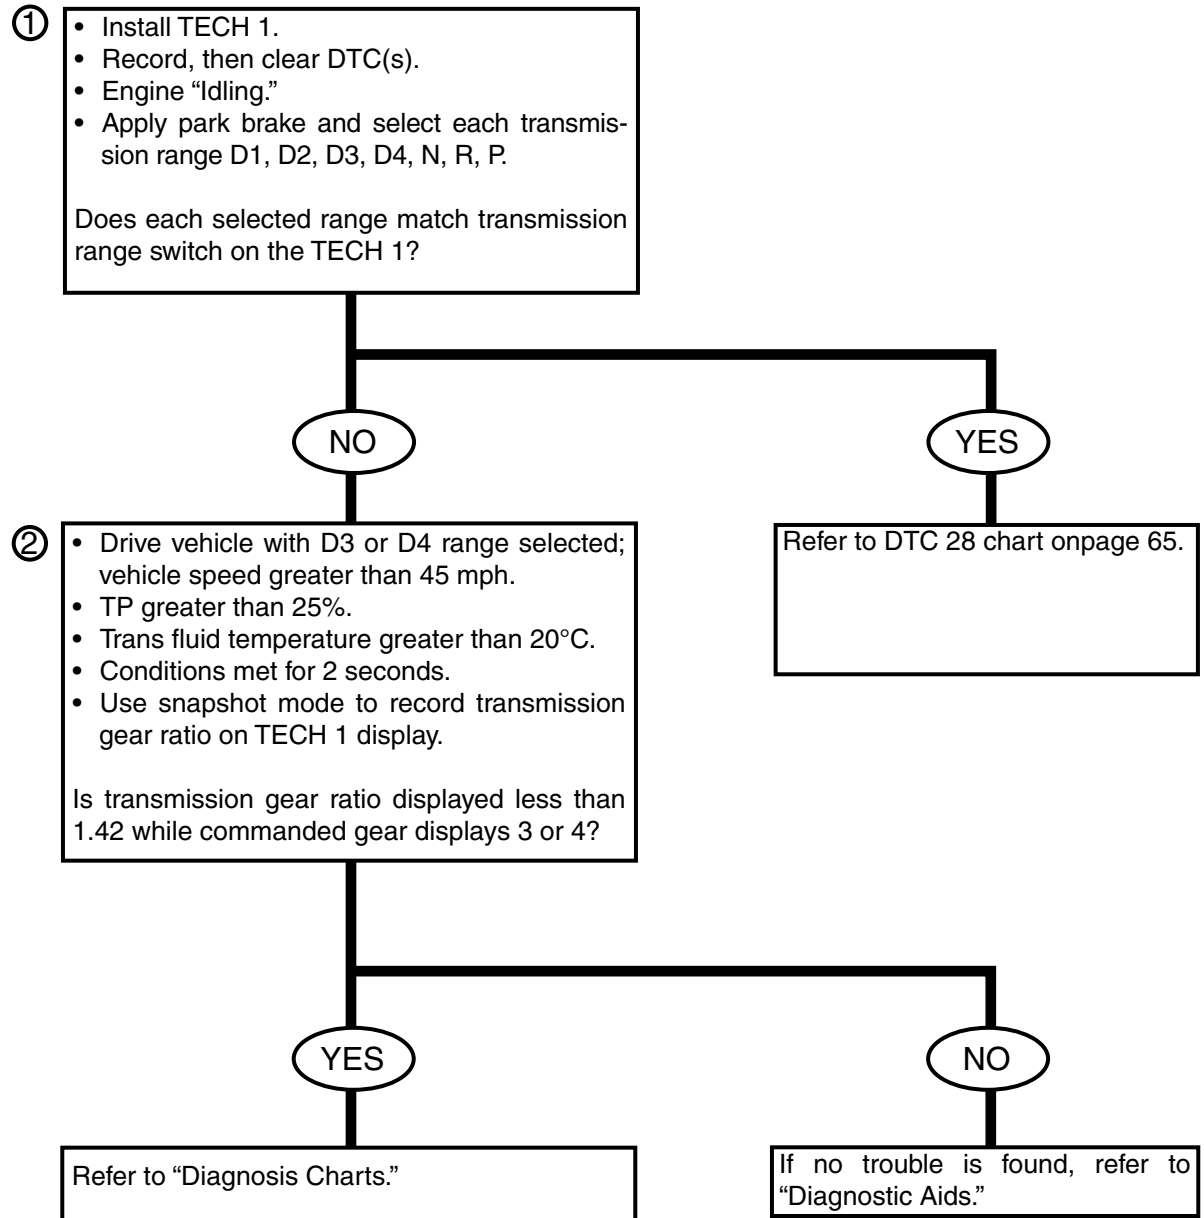 ①
• Install TECH 1.
• Record, then clear DTC(s).
• Engine “Idling.”
• Apply park brake and select each transmis-
sion range D1, D2, D3, D4, N, R, P.
Does each selected range match transmission
range switch on the TECH 1?
NO
YES
②
• Drive vehicle with D3 or D4 range selected;
vehicle speed greater than 45 mph.
• TP greater than 25%.
• Trans fluid temperature greater than 20°C.
• Conditions met for 2 seconds.
• Use snapshot mode to record transmission
gear ratio on TECH 1 display.
Is transmission gear ratio displayed less than
1.42 while commanded gear displays 3 or 4?
Refer to DTC 28 chart onpage 65.
YES
NO
Refer to “Diagnosis Charts.”
If no trouble is found, refer to
“Diagnostic Aids.”